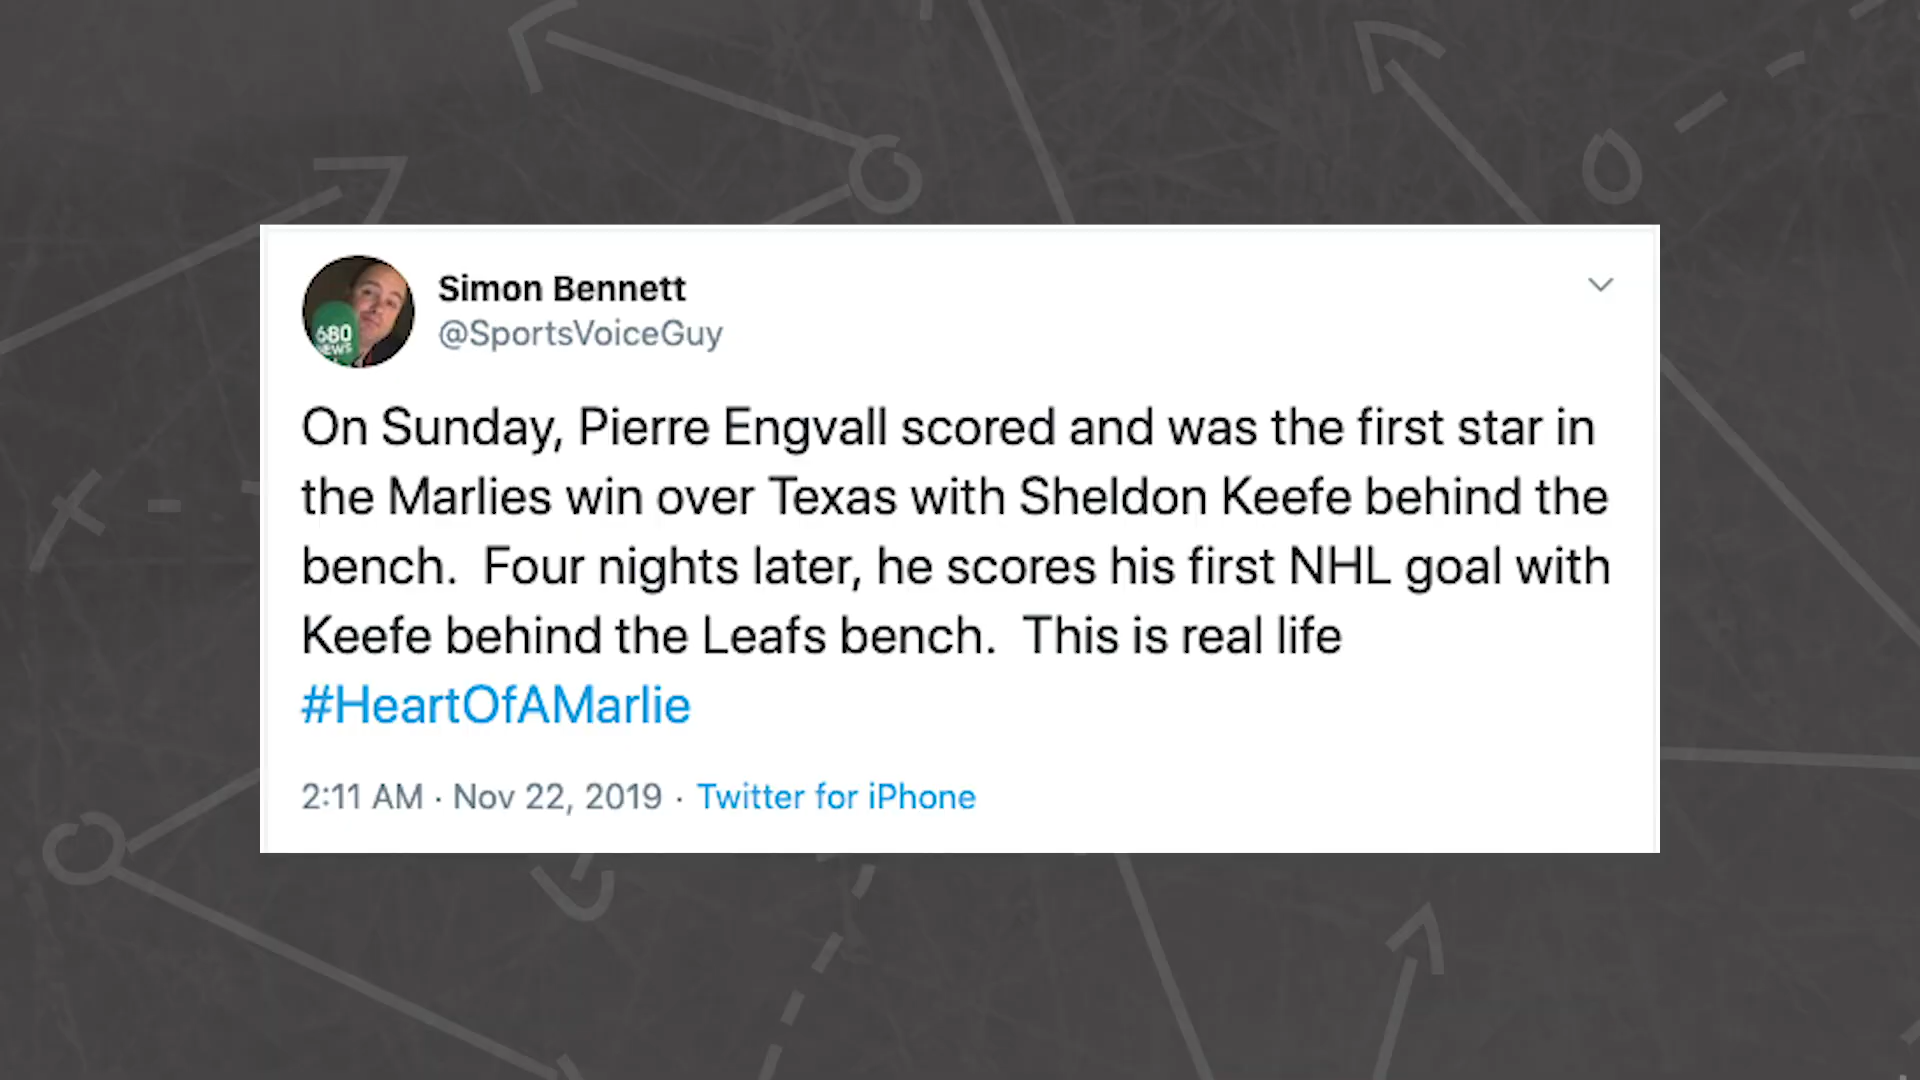 Simon Bennett
@SportsVoiceGuy
680
NEWS
On Sunday, Pierre Engvall scored and was the first star in
the Marlies win over Texas with Sheldon Keefe behind the
bench.  Four nights later, he scores his first NHL goal with
Keefe behind the Leafs bench.  This is real life
#HeartOfAMarlie
2:11 AM · Nov 22, 2019 · Twitter for iPhone